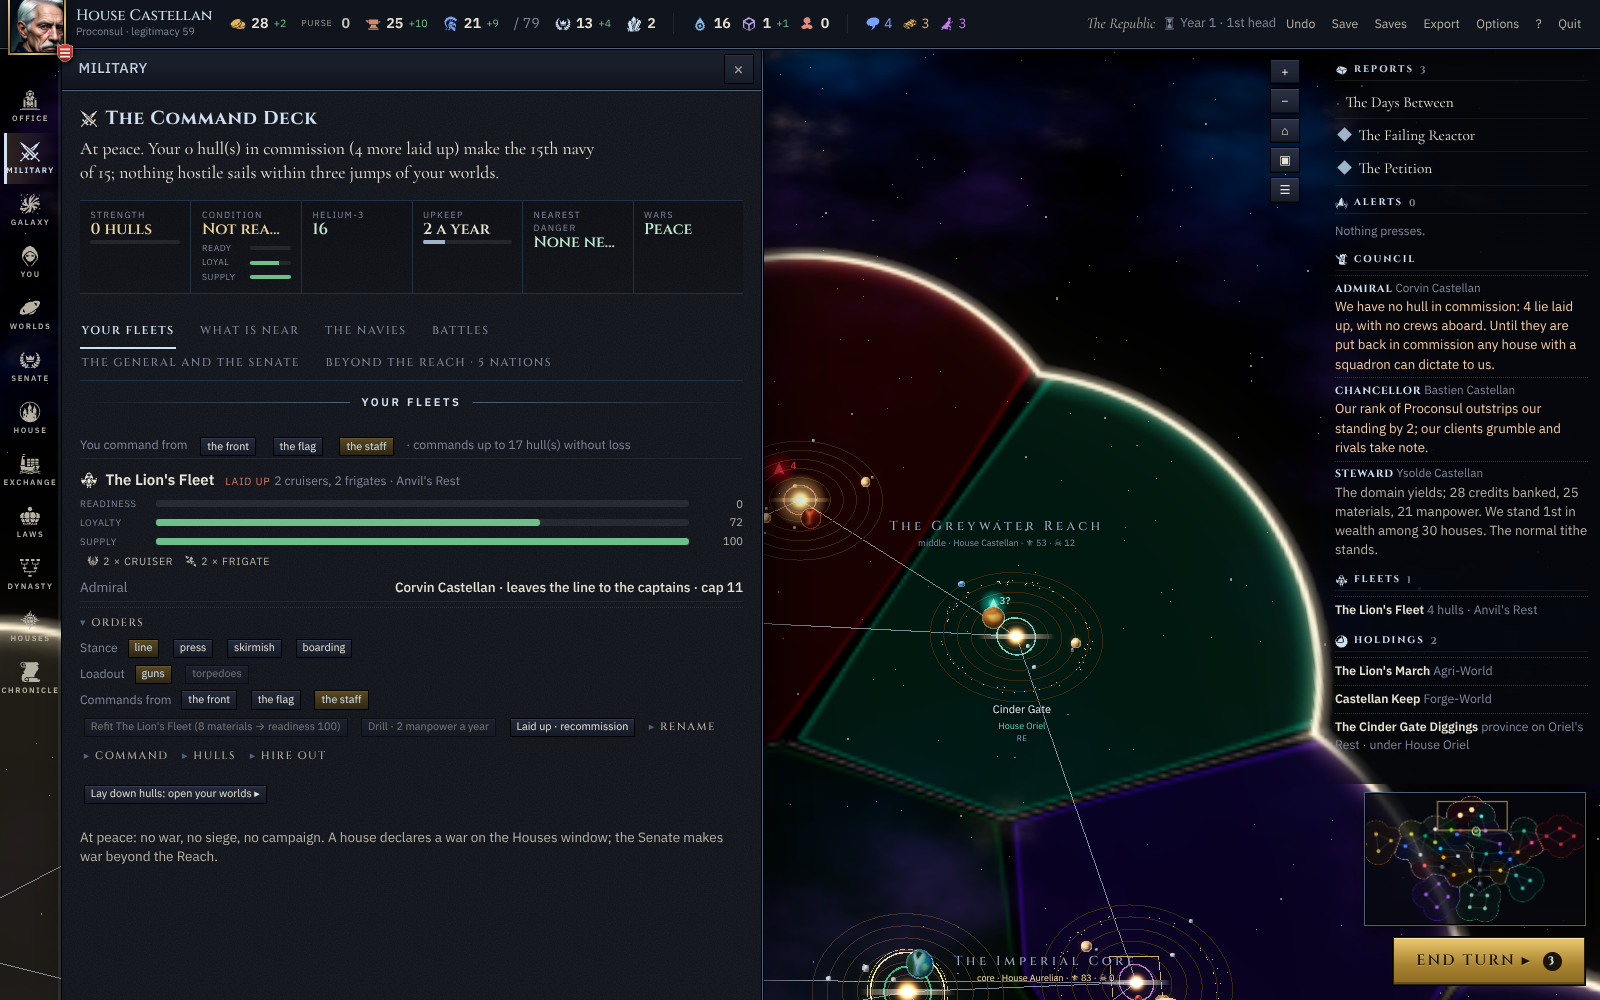 HOUSE CASTELLAN
Proconsul · legitimacy 59
28 +2 PURSE 0 25 +10 21 +9 / 79 13 +4 2 16 1 +1 0 4 3 3
The Republic Year 1 · 1st head Undo Save Saves Export Options ? Quit
OFFICE
MILITARY
GALAXY
YOU
WORLDS
SENATE
HOUSE
EXCHANGE
LAWS
DYNASTY
HOUSES
CHRONICLE
MILITARY ×
THE COMMAND DECK
At peace. Your 0 hull(s) in commission (4 more laid up) make the 15th navy
of 15; nothing hostile sails within three jumps of your worlds.
STRENGTH
0 HULLS
CONDITION
NOT REA...
READY
LOYAL
SUPPLY
HELIUM-3
16
UPKEEP
2 A YEAR
NEAREST
DANGER
NONE NE...
WARS
PEACE
YOUR FLEETS WHAT IS NEAR THE NAVIES BATTLES
THE GENERAL AND THE SENATE BEYOND THE REACH · 5 NATIONS
YOUR FLEETS
You command from the front the flag the staff · commands up to 17 hull(s) without loss
The Lion's Fleet LAID UP 2 cruisers, 2 frigates · Anvil's Rest
READINESS 0
LOYALTY 72
SUPPLY 100
2 × CRUISER 2 × FRIGATE
Admiral Corvin Castellan · leaves the line to the captains · cap 11
▾ ORDERS
Stance line press skirmish boarding
Loadout guns torpedoes
Commands from the front the flag the staff
Refit The Lion's Fleet (8 materials → readiness 100) Drill · 2 manpower a year Laid up · recommission ▸ RENAME
▸ COMMAND ▸ HULLS ▸ HIRE OUT
Lay down hulls: open your worlds ▸
At peace: no war, no siege, no campaign. A house declares a war on the Houses window; the Senate makes
war beyond the Reach.
+
−
⌂
▣
☰
4
THE GREYWATER REACH
middle · House Castellan · 53 · 12
3?
Cinder Gate
House Oriel
RE
THE IMPERIAL CORE
core · House Aurelian · 83 · 0
REPORTS 3
The Days Between
The Failing Reactor
The Petition
ALERTS 0
Nothing presses.
COUNCIL
ADMIRAL Corvin Castellan
We have no hull in commission: 4 lie laid
up, with no crews aboard. Until they are
put back in commission any house with a
squadron can dictate to us.
CHANCELLOR Bastien Castellan
Our rank of Proconsul outstrips our
standing by 2; our clients grumble and
rivals take note.
STEWARD Ysolde Castellan
The domain yields; 28 credits banked, 25
materials, 21 manpower. We stand 1st in
wealth among 30 houses. The normal tithe
stands.
FLEETS 1
The Lion's Fleet 4 hulls · Anvil's Rest
HOLDINGS 2
The Lion's March Agri-World
Castellan Keep Forge-World
The Cinder Gate Diggings province on Oriel's
Rest · under House Oriel
END TURN ▸ 3